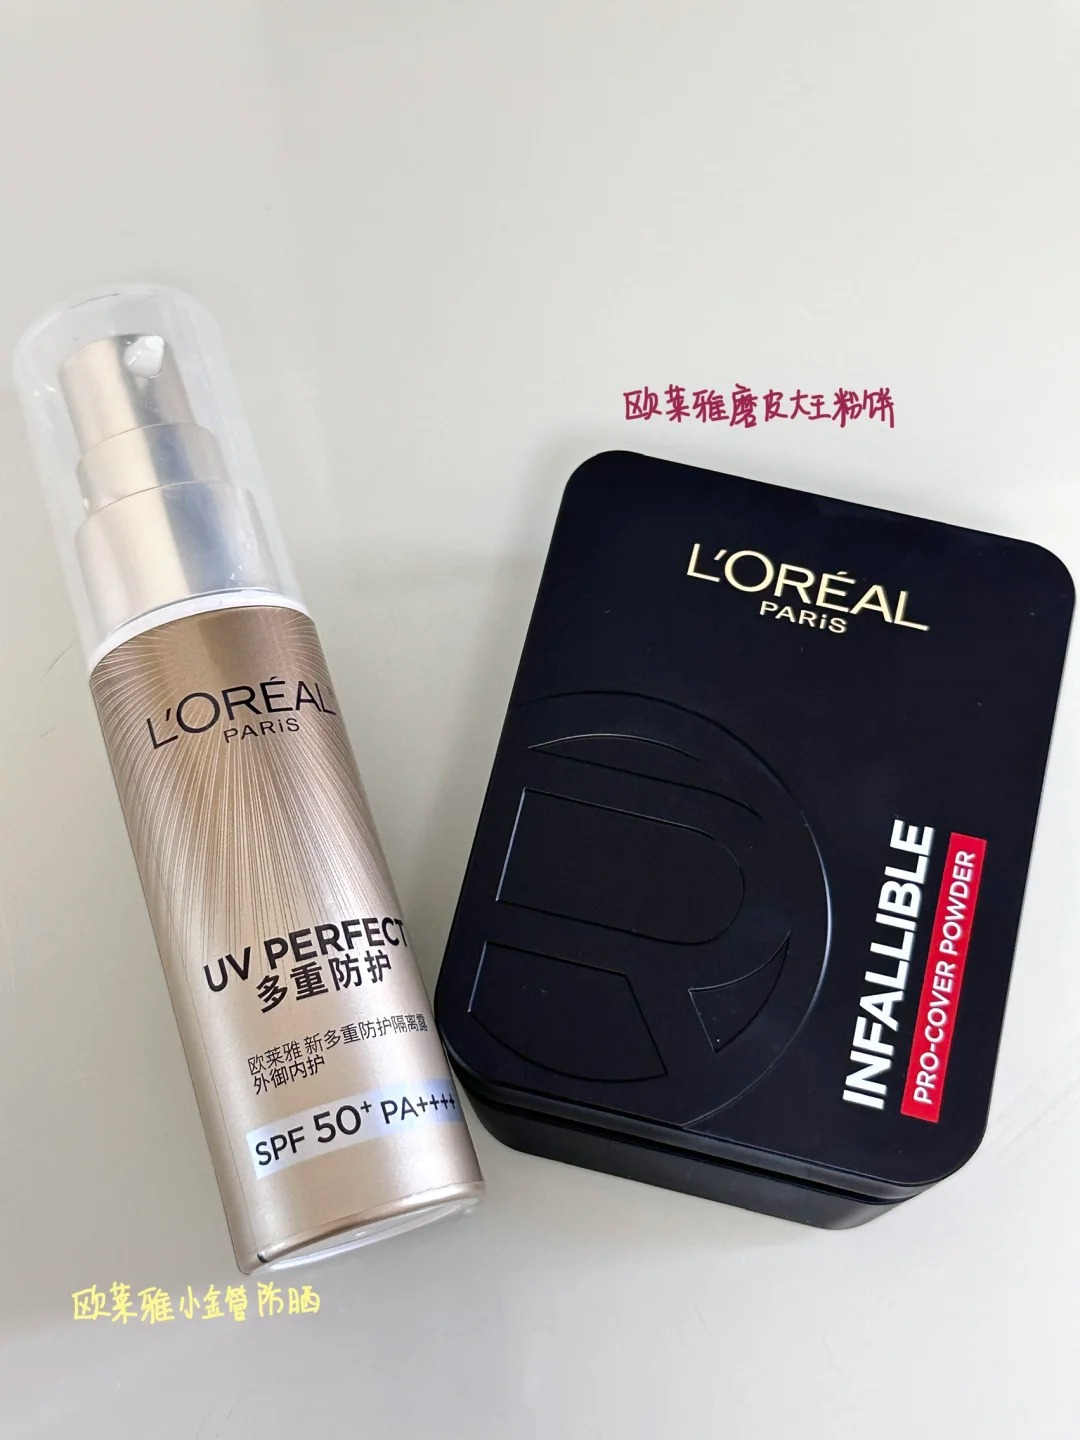 欧莱雅磨皮大王粉饼
L'ORÉAL
PARiS
INFALLIBLE
PRO-COVER POWDER
L'ORÉAL
PARiS
UV PERFECT
多重防护
欧莱雅 新多重防护隔离露
外御内护
SPF 50+ PA++++
欧莱雅小金管防晒